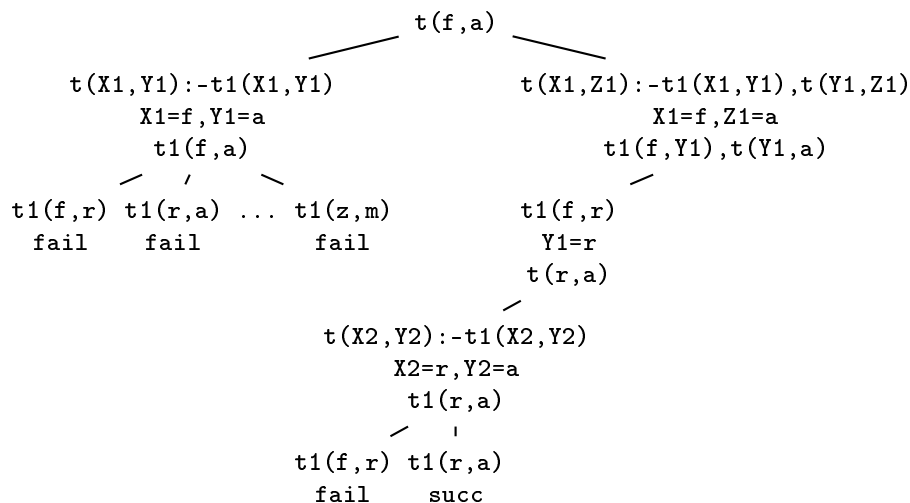 t(f,a)
t(X1,Y1):-t1(X1,Y1)
X1=f,Y1=a
t1(f,a)
t1(f,r) t1(r,a) ... t1(z,m)
fail fail fail
t(X1,Z1):-t1(X1,Y1),t(Y1,Z1)
X1=f,Z1=a
t1(f,Y1),t(Y1,a)
t1(f,r)
Y1=r
t(r,a)
t(X2,Y2):-t1(X2,Y2)
X2=r,Y2=a
t1(r,a)
t1(f,r) t1(r,a)
fail succ